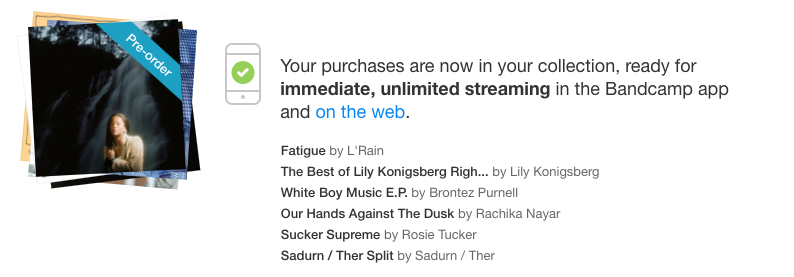 Pre-order
Your purchases are now in your collection, ready for
immediate, unlimited streaming in the Bandcamp app
and on the web.
Fatigue by L'Rain
The Best of Lily Konigsberg Righ... by Lily Konigsberg
White Boy Music E.P. by Brontez Purnell
Our Hands Against The Dusk by Rachika Nayar
Sucker Supreme by Rosie Tucker
Sadurn / Ther Split by Sadurn / Ther